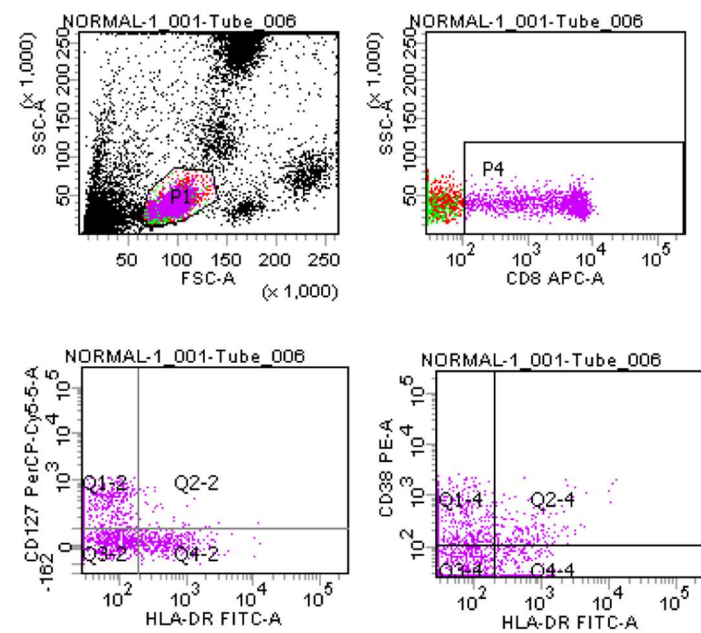 NORMAL-1_001-Tube_006
SSC-A
(x 1,000)
250
200
150
100
50
P1
50 100 150 200 250
FSC-A
(x 1,000)
NORMAL-1_001-Tube_006
SSC-A
(x 1,000)
250
200
150
100
50
P4
10^2 10^3 10^4 10^5
CD8 APC-A
NORMAL-1_001-Tube_006
CD127 PerCP-Cy5-5-A
10^5
10^4
10^3
0
-162
Q1-2 Q2-2
Q3-2 Q4-2
10^2 10^3 10^4 10^5
HLA-DR FITC-A
NORMAL-1_001-Tube_006
CD38 PE-A
10^5
10^4
10^3
10^2
Q1-4 Q2-4
Q3-4 Q4-4
10^2 10^3 10^4 10^5
HLA-DR FITC-A